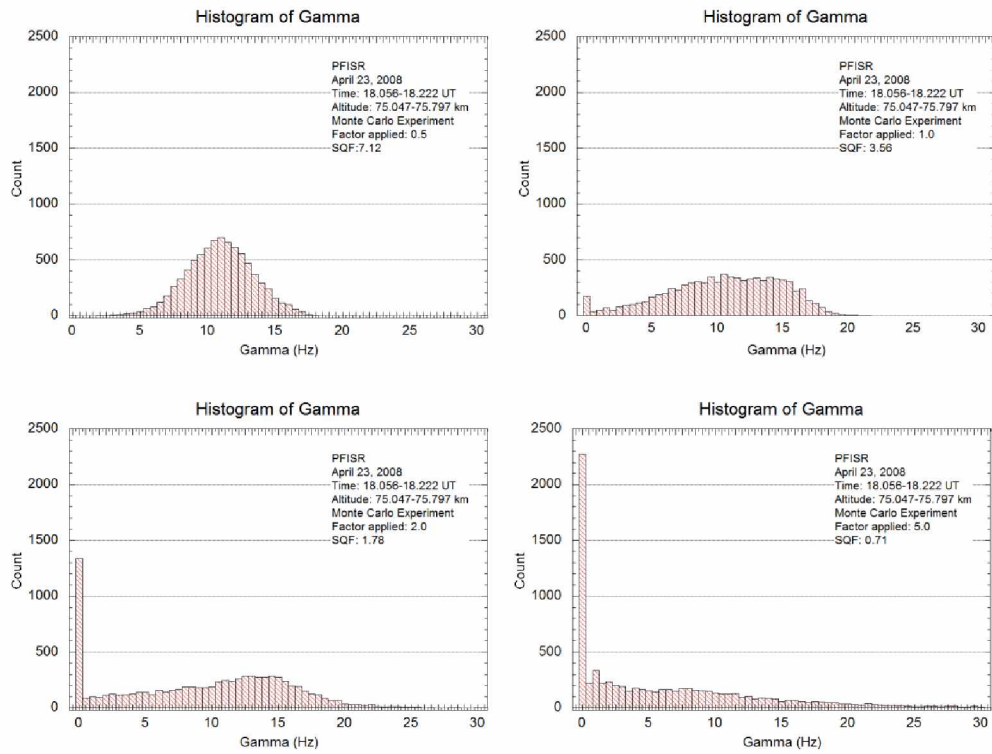 Histogram of Gamma
2500
2000
1500
1000
500
0
Count
PFISR
April 23, 2008
Time: 18.056-18.222 UT
Altitude: 75.047-75.797 km
Monte Carlo Experiment
Factor applied: 0.5
SQF:7.12
0 5 10 15 20 25 30
Gamma (Hz)
Histogram of Gamma
2500
2000
1500
1000
500
0
Count
PFISR
April 23, 2008
Time: 18.056-18.222 UT
Altitude: 75.047-75.797 km
Monte Carlo Experiment
Factor applied: 1.0
SQF: 3.56
0 5 10 15 20 25 30
Gamma (Hz)
Histogram of Gamma
2500
2000
1500
1000
500
0
Count
PFISR
April 23, 2008
Time: 18.056-18.222 UT
Altitude: 75.047-75.797 km
Monte Carlo Experiment
Factor applied: 2.0
SQF: 1.78
0 5 10 15 20 25 30
Gamma (Hz)
Histogram of Gamma
2500
2000
1500
1000
500
0
Count
PFISR
April 23, 2008
Time: 18.056-18.222 UT
Altitude: 75.047-75.797 km
Monte Carlo Experiment
Factor applied: 5.0
SQF: 0.71
0 5 10 15 20 25 30
Gamma (Hz)